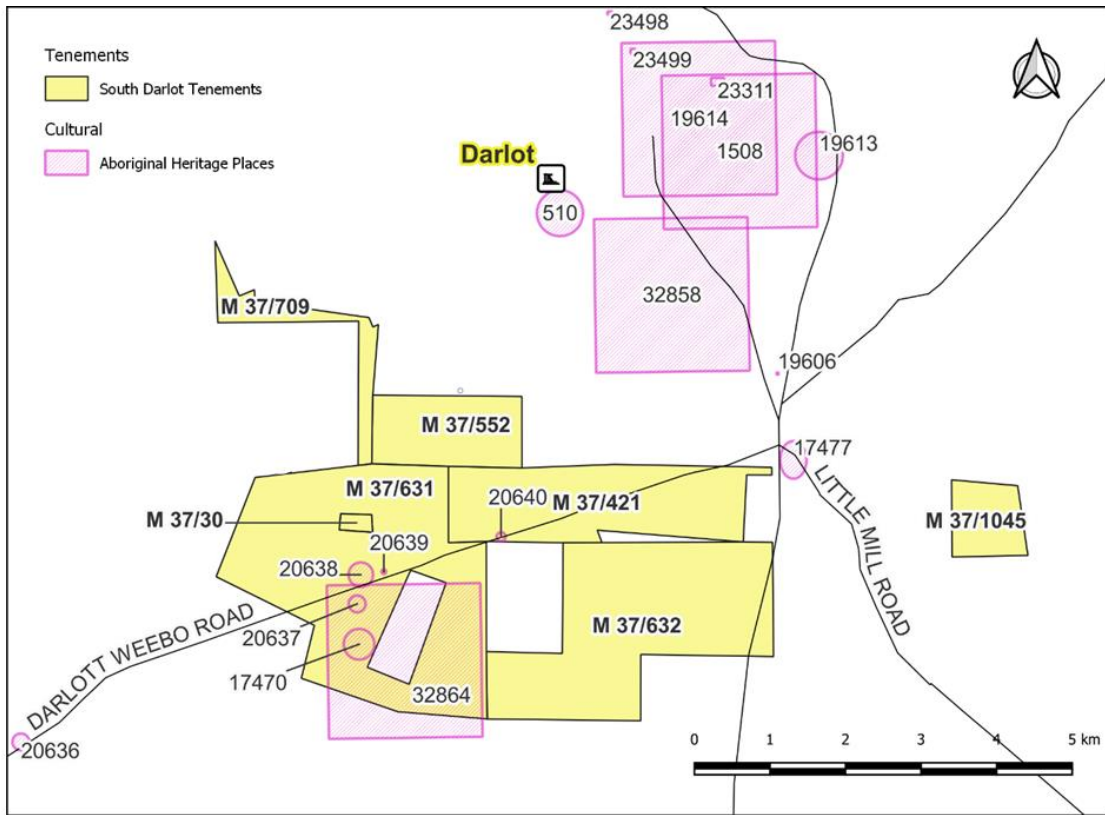 23498
Tenements
South Darlot Tenements
Cultural
Aboriginal Heritage Places
23499
23311
19614
1508
19613
Darlot
510
32858
M 37/709
19606
M 37/552
17477
M 37/631
20640
M 37/421
M 37/30
M 37/1045
20639
20638
LITTLE MILL ROAD
20637
M 37/632
DARLOTT WEEBO ROAD
17470
32864
20636
0 1 2 3 4 5 km